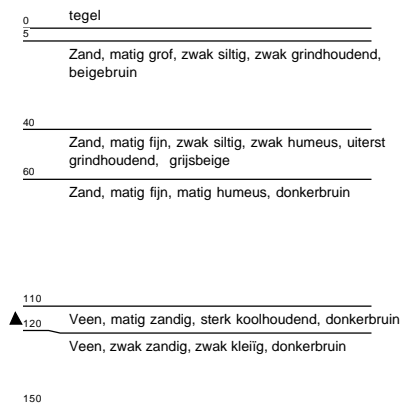 tegel
0
5
Zand, matig grof, zwak siltig, zwak grindhoudend,
beigebruin
40
Zand, matig fijn, zwak siltig, zwak humeus, uiterst
grindhoudend, grijsbeige
60
Zand, matig fijn, matig humeus, donkerbruin
110
Veen, matig zandig, sterk koolhoudend, donkerbruin
120
Veen, zwak zandig, zwak kleiïg, donkerbruin
150